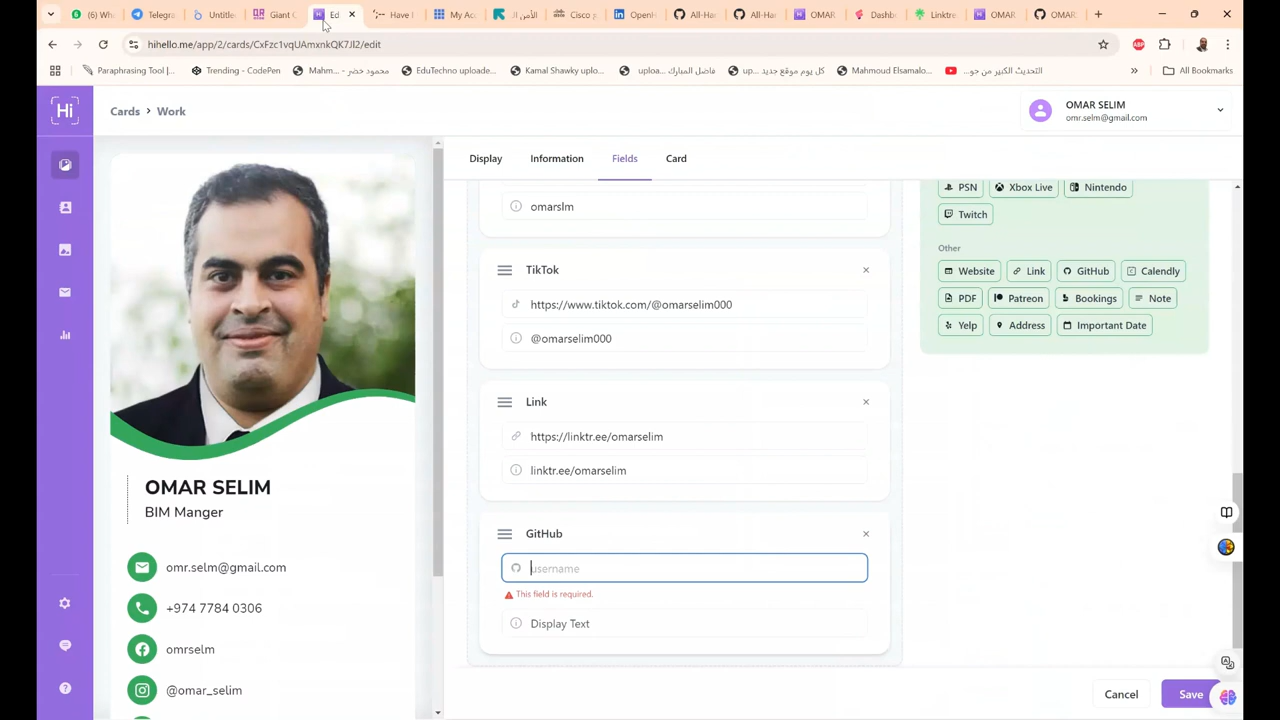 (6) Wha
Telegra
Untitle
Giant C
Ed
Have I
My Ac
الأمن ال
Cisco
OpenH
All-Har
All-Har
OMAR
Dashb
Linktre
OMAR
OMAR
hihello.me/app/2/cards/CxFzc1vqUAmxnkQK7Jl2/edit
Paraphrasing Tool |...
Trending - CodePen
Mahm... - محمود خضر
EduTechno uploade...
Kamal Shawky uplo...
uploa... فاضل المبارك
up... كل يوم موقع جديد
Mahmoud Elsamalo...
التحديث الكبير من جو...
All Bookmarks
Hi
Cards > Work
OMAR SELIM
omr.selm@gmail.com
Display
Information
Fields
Card
PSN
Xbox Live
Nintendo
Twitch
omarslm
Other
Website
Link
GitHub
Calendly
PDF
Patreon
Bookings
Note
Yelp
Address
Important Date
TikTok
https://www.tiktok.com/@omarselim000
@omarselim000
Link
https://linktr.ee/omarselim
linktr.ee/omarselim
GitHub
username
This field is required.
Display Text
OMAR SELIM
BIM Manger
omr.selm@gmail.com
+974 7784 0306
omrselm
@omar_selim
Cancel
Save